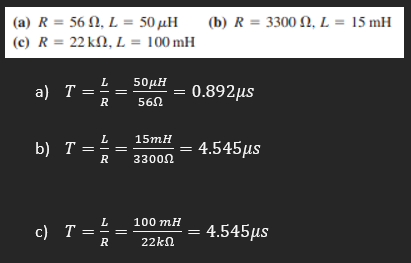 (a) R = 56 Ω, L = 50 μH (b) R = 3300 Ω, L = 15 mH
(c) R = 22 kΩ, L = 100 mH
a) T = L/R = 50μH/56Ω = 0.892μs
b) T = L/R = 15mH/3300Ω = 4.545μs
c) T = L/R = 100 mH/22kΩ = 4.545μs